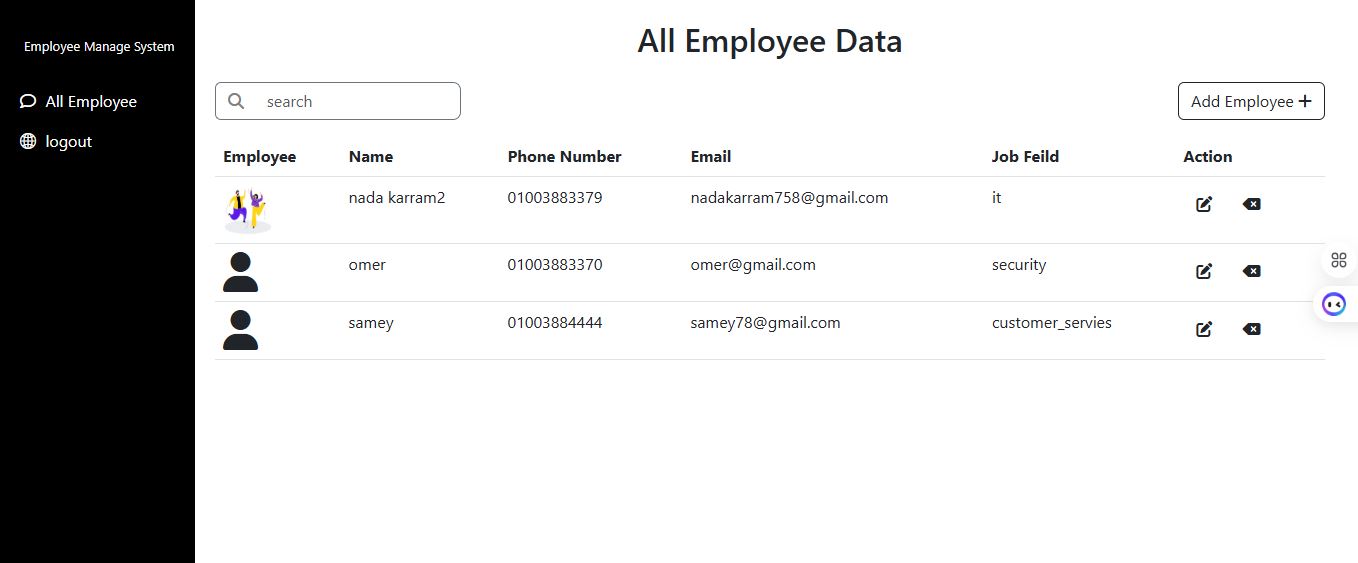 Employee Manage System
All Employee
logout
All Employee Data
search
Add Employee
Employee Name Phone Number Email Job Feild Action
nada karram2 01003883379 nadakarram758@gmail.com it
omer 01003883370 omer@gmail.com security
samey 01003884444 samey78@gmail.com customer_servies